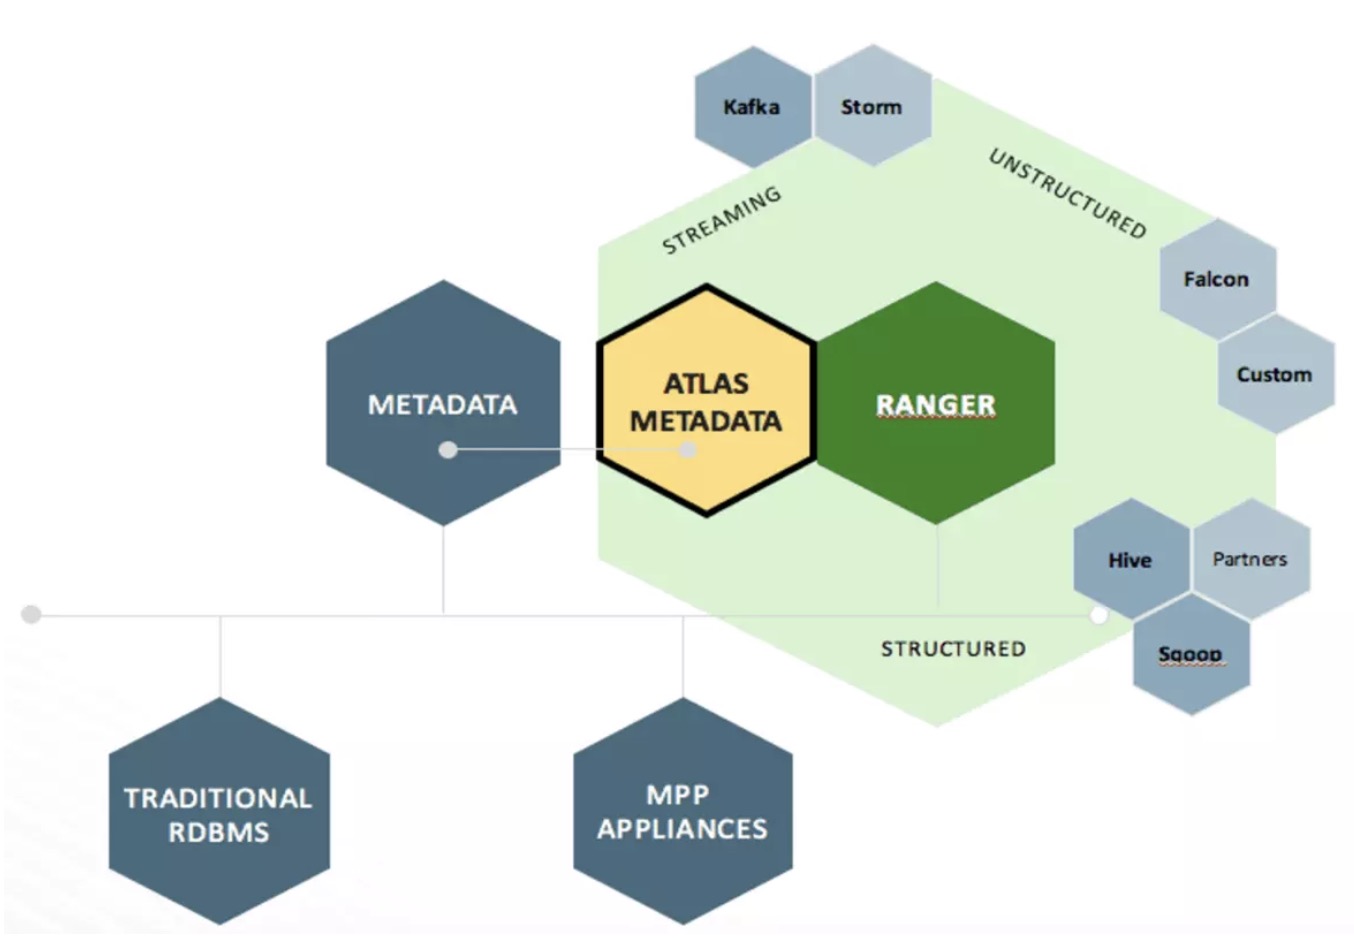 Kafka
Storm
UNSTRUCTURED
STREAMING
Falcon
Custom
METADATA
ATLAS
METADATA
RANGER
Hive
Partners
STRUCTURED
Sqoop
TRADITIONAL
RDBMS
MPP
APPLIANCES